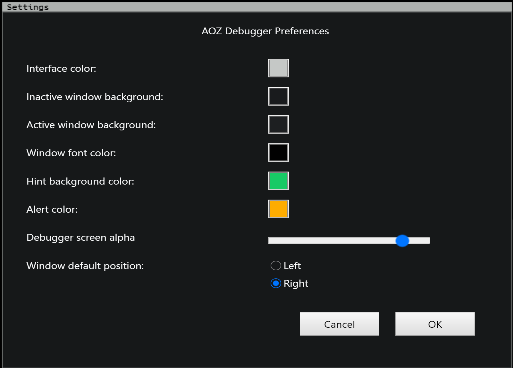 Settings
AOZ Debugger Preferences
Interface color:
Inactive window background:
Active window background:
Window font color:
Hint background color:
Alert color:
Debugger screen alpha
Window default position:
Left
Right
Cancel
OK